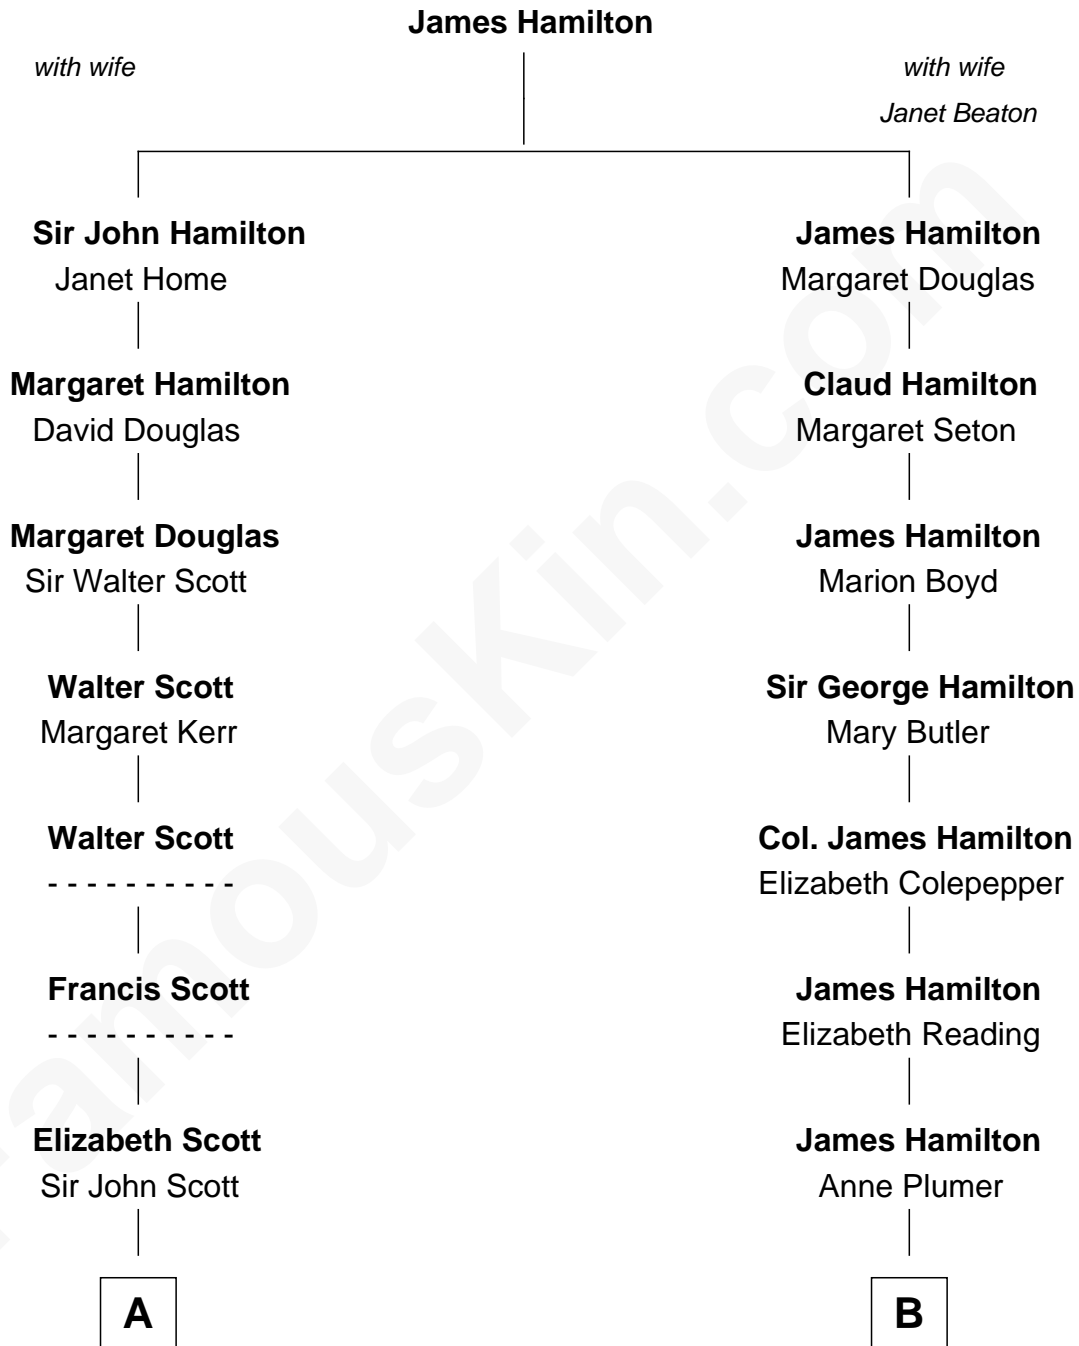 James Hamilton
with wife
with wife
Janet Beaton
Sir John Hamilton
Janet Home
James Hamilton
Margaret Douglas
Margaret Hamilton
David Douglas
Claud Hamilton
Margaret Seton
Margaret Douglas
Sir Walter Scott
James Hamilton
Marion Boyd
Walter Scott
Margaret Kerr
Sir George Hamilton
Mary Butler
Walter Scott
- - - - - - - - - -
Col. James Hamilton
Elizabeth Colepepper
Francis Scott
- - - - - - - - - -
James Hamilton
Elizabeth Reading
Elizabeth Scott
Sir John Scott
James Hamilton
Anne Plumer
A
B
FamousKin.com